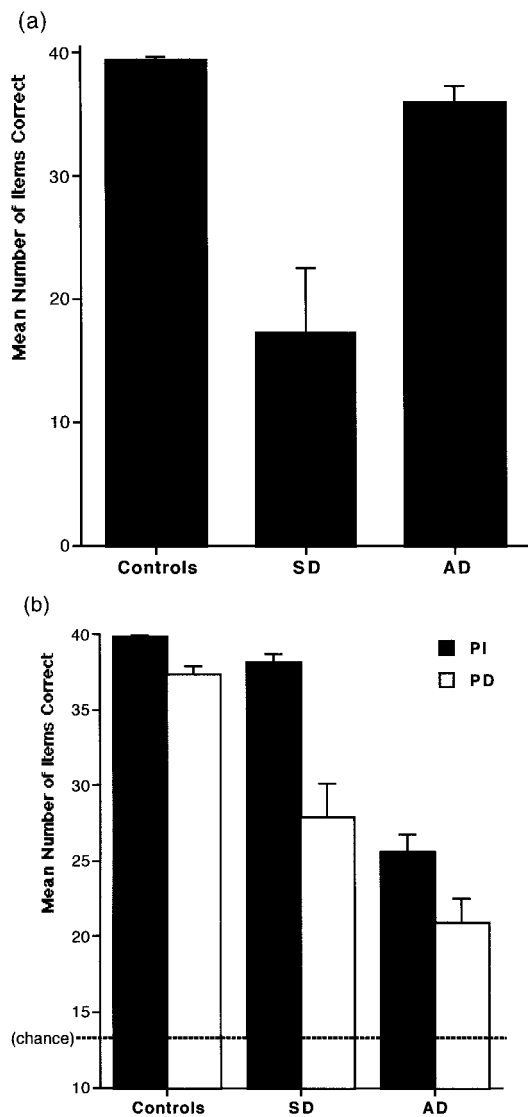 (a)
Mean Number of Items Correct
40
30
20
10
0
Controls SD AD
(b)
Mean Number of Items Correct
40
35
30
25
20
15
(chance)
10
PI
PD
Controls SD AD